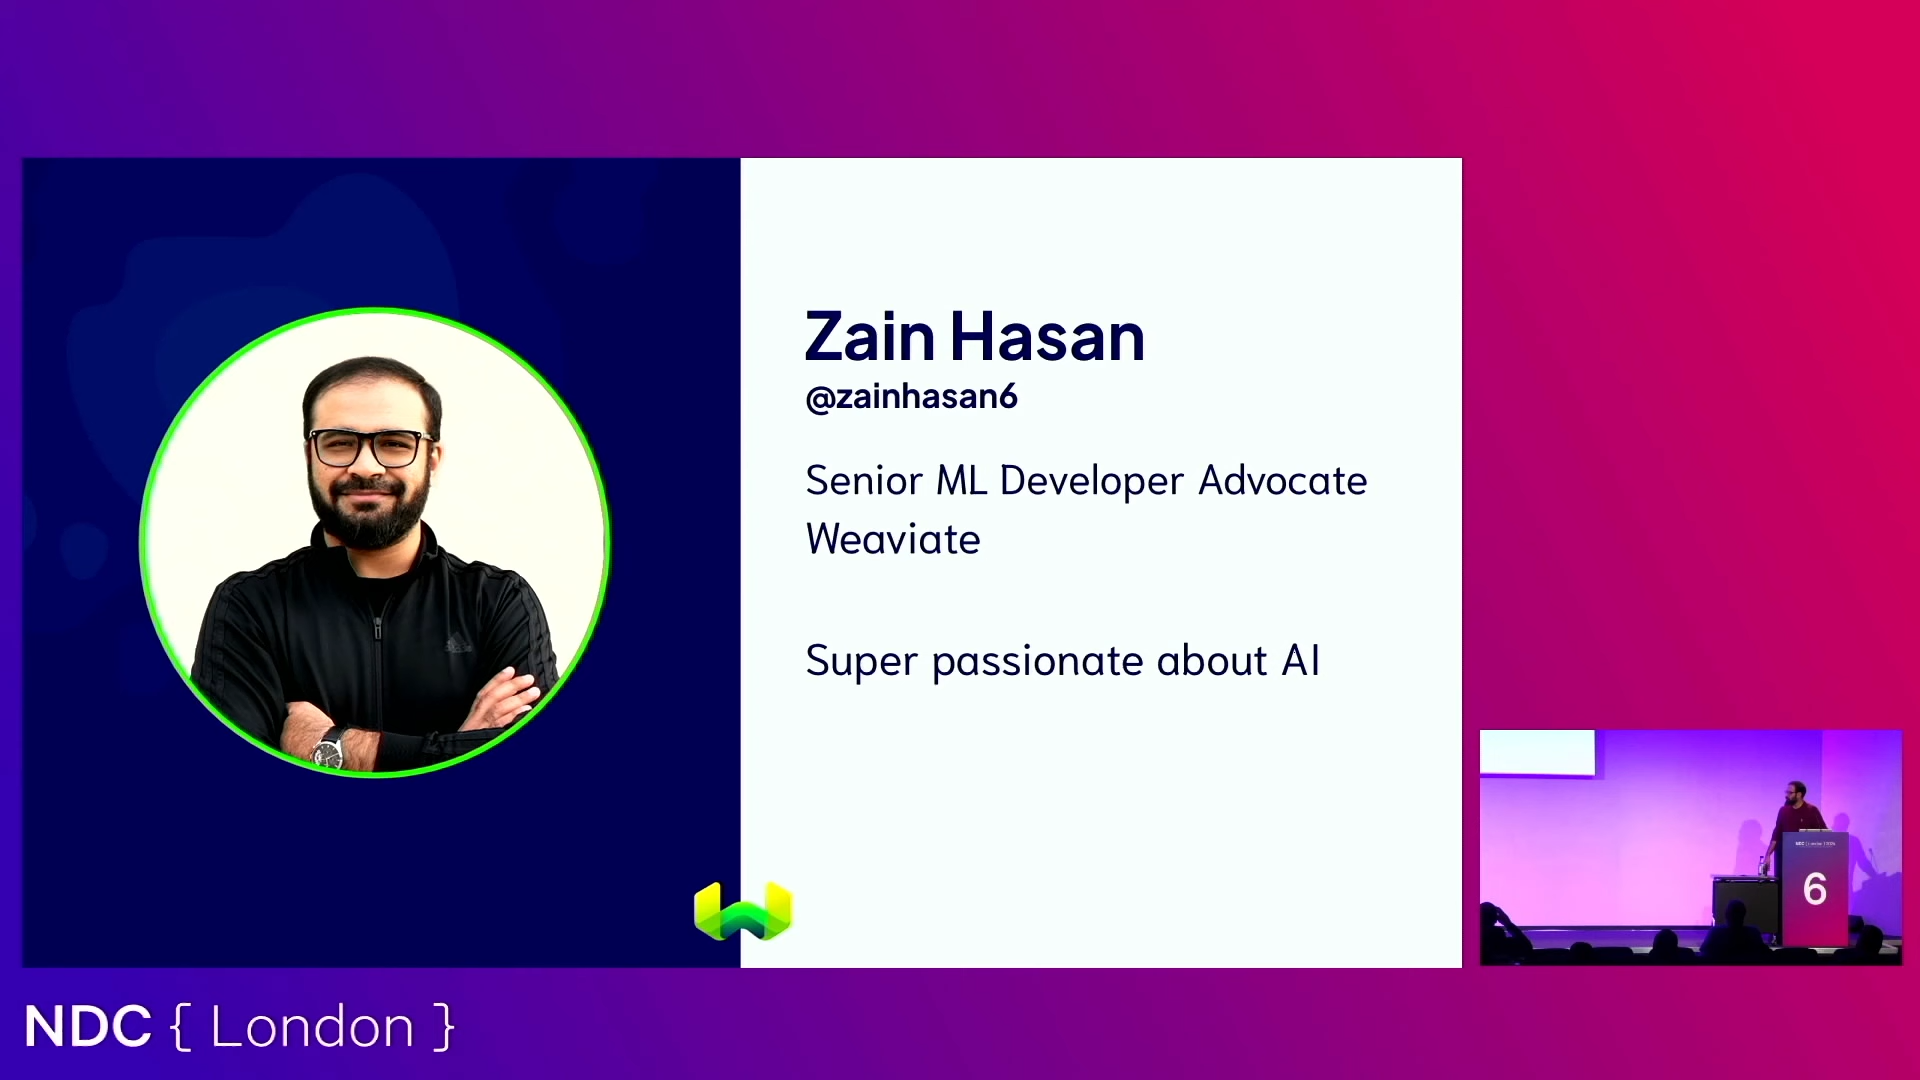 Zain Hasan
@zainhasan6
Senior ML Developer Advocate
Weaviate
Super passionate about AI
6
NDC { London }